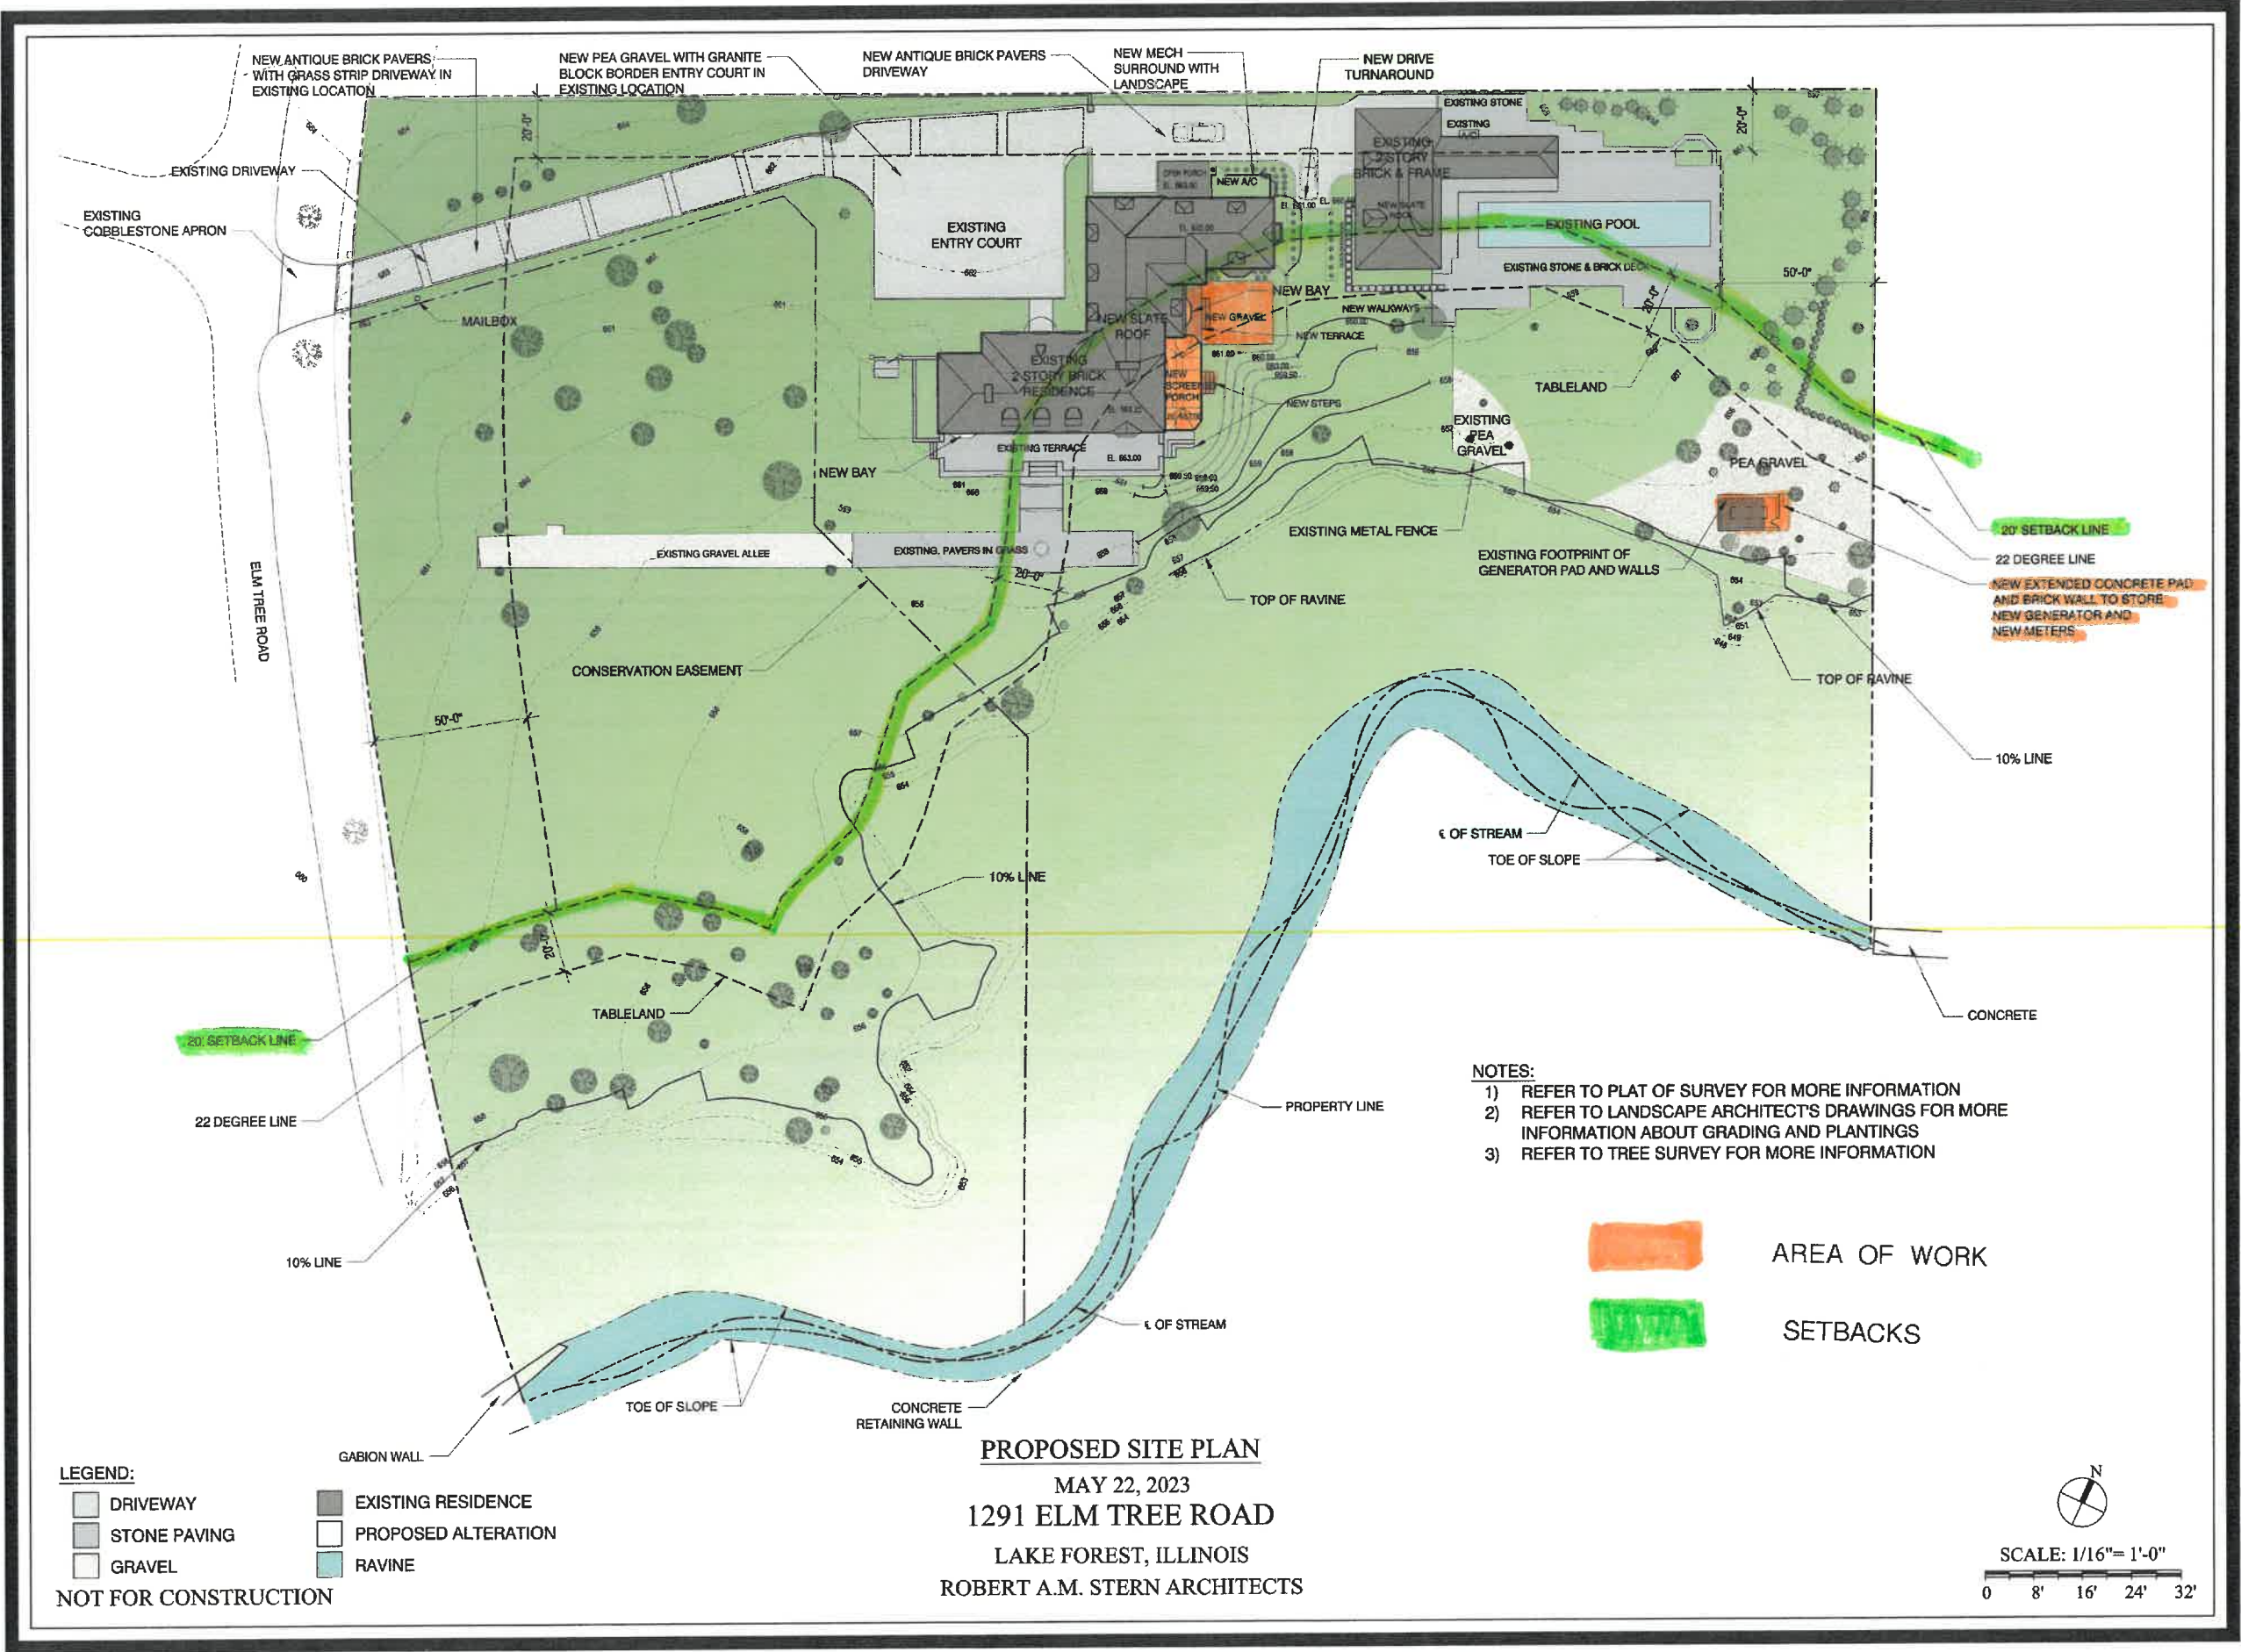 NEW ANTIQUE BRICK PAVERS
WITH GRASS STRIP DRIVEWAY IN
EXISTING LOCATION
NEW PEA GRAVEL WITH GRANITE
BLOCK BORDER ENTRY COURT IN
EXISTING LOCATION
NEW ANTIQUE BRICK PAVERS
DRIVEWAY
NEW MECH
SURROUND WITH
LANDSCAPE
NEW DRIVE
TURNAROUND
EXISTING STONE
EXISTING
A/C
20'-0"
20'-0"
EXISTING DRIVEWAY
EXISTING
COBBLESTONE APRON
MAILBOX
EXISTING
ENTRY COURT
662
OPEN PORCH
NEW A/C
EXISTING
2 STORY
BRICK & FRAME
NEW SLATE
ROOF
EXISTING POOL
EXISTING STONE & BRICK DECK
50'-0"
20'-0"
NEW BAY
NEW GRAVEL
NEW WALKWAYS
NEW TERRACE
NEW SLATE
ROOF
EXISTING
2 STORY BRICK
RESIDENCE
NEW
SCREEN
PORCH
NEW STEPS
TABLELAND
EXISTING
PEA
GRAVEL
PEA GRAVEL
EXISTING TERRACE
EL. 663.00
NEW BAY
EXISTING GRAVEL ALLEE
EXISTING PAVERS IN GRASS
20'-0"
EXISTING METAL FENCE
EXISTING FOOTPRINT OF
GENERATOR PAD AND WALLS
20' SETBACK LINE
22 DEGREE LINE
NEW EXTENDED CONCRETE PAD
AND BRICK WALL TO STORE
NEW GENERATOR AND
NEW METERS
TOP OF RAVINE
TOP OF RAVINE
ELM TREE ROAD
CONSERVATION EASEMENT
50'-0"
10% LINE
℄ OF STREAM
TOE OF SLOPE
10% LINE
20'-0"
TABLELAND
20' SETBACK LINE
CONCRETE
22 DEGREE LINE
PROPERTY LINE
NOTES:
1) REFER TO PLAT OF SURVEY FOR MORE INFORMATION
2) REFER TO LANDSCAPE ARCHITECT'S DRAWINGS FOR MORE
INFORMATION ABOUT GRADING AND PLANTINGS
3) REFER TO TREE SURVEY FOR MORE INFORMATION
10% LINE
AREA OF WORK
SETBACKS
℄ OF STREAM
TOE OF SLOPE
CONCRETE
RETAINING WALL
GABION WALL
LEGEND:
DRIVEWAY
STONE PAVING
GRAVEL
EXISTING RESIDENCE
PROPOSED ALTERATION
RAVINE
NOT FOR CONSTRUCTION
PROPOSED SITE PLAN
MAY 22, 2023
1291 ELM TREE ROAD
LAKE FOREST, ILLINOIS
ROBERT A.M. STERN ARCHITECTS
N
SCALE: 1/16"= 1'-0"
0 8' 16' 24' 32'